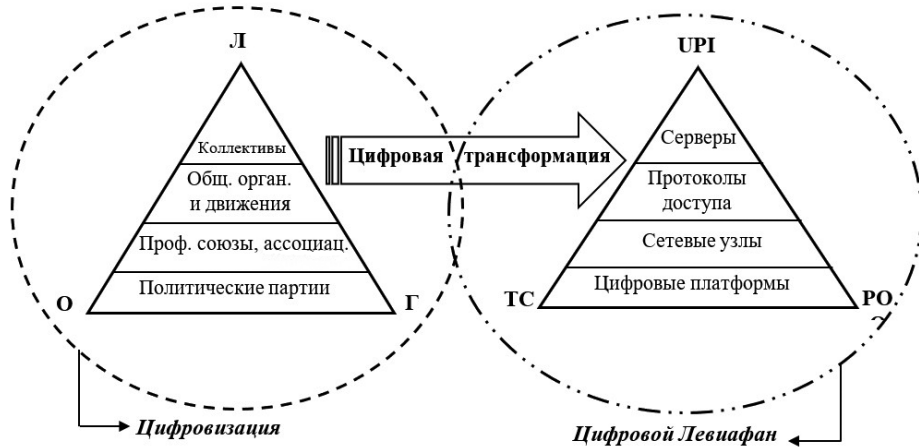 Л
Коллективы
Общ. орган.
и движения
Проф. союзы, ассоциац.
Политические партии
О
Г
Цифровизация
Цифровая трансформация
UPI
Серверы
Протоколы
доступа
Сетевые узлы
Цифровые платформы
ТС
РО.
Цифровой Левиафан